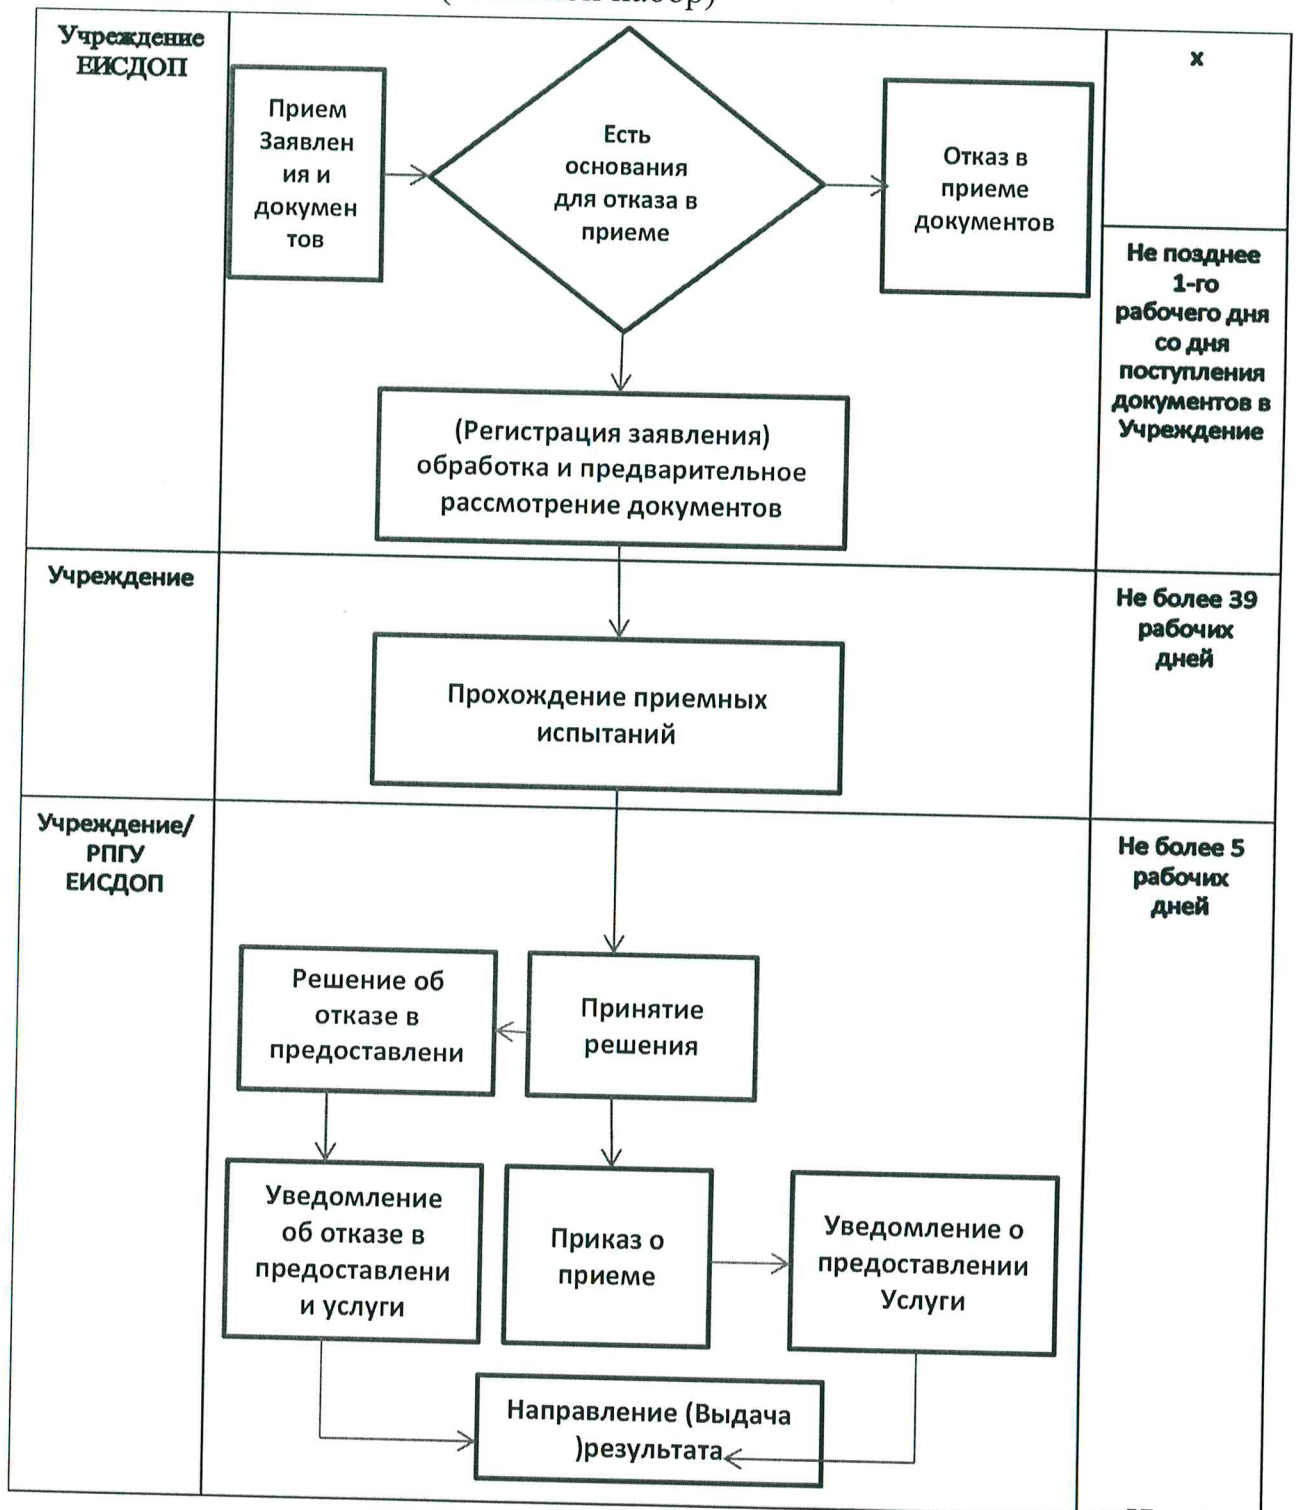 набор)
Учреждение
ЕИСДОП
Прием
Заявлен
ия и
докумен
тов
Есть
основания
для отказа в
приеме
Отказ в
приеме
документов
х
Не позднее
1-го
рабочего дня
со дня
поступления
документов в
Учреждение
(Регистрация заявления)
обработка и предварительное
рассмотрение документов
Учреждение
Прохождение приемных
испытаний
Не более 39
рабочих
дней
Учреждение/
РПГУ
ЕИСДОП
Не более 5
рабочих
дней
Решение об
отказе в
предоставлени
Принятие
решения
Уведомление
об отказе в
предоставлени
и услуги
Приказ о
приеме
Уведомление о
предоставлении
Услуги
Направление (Выдача
)результата